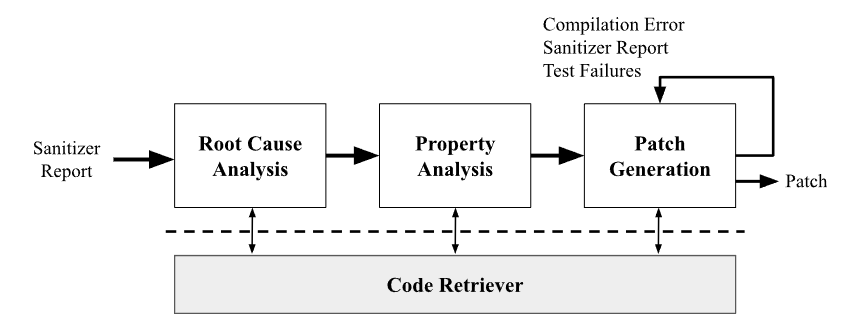 Compilation Error
Sanitizer Report
Test Failures
Sanitizer
Report
Root Cause
Analysis
Property
Analysis
Patch
Generation
Patch
Code Retriever